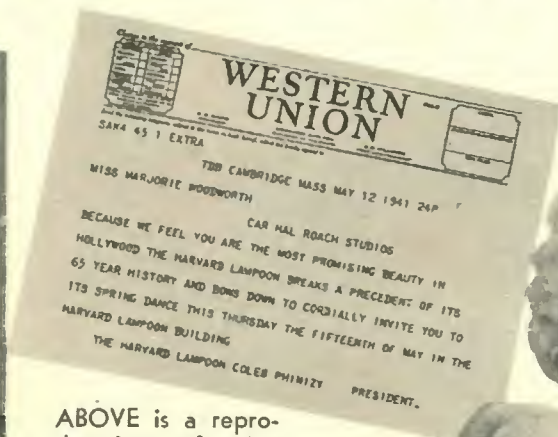 WESTERN
UNION
SAK4 45 1 EXTRA
TDB CAMBRIDGE MASS MAY 12 1941 24P
MISS MARJORIE WOODWORTH
CAR HAL ROACH STUDIOS
BECAUSE WE FEEL YOU ARE THE MOST PROMISING BEAUTY IN
HOLLYWOOD THE HARVARD LAMPOON BREAKS A PRECEDENT OF ITS
65 YEAR HISTORY AND BOWS DOWN TO CORDIALLY INVITE YOU TO
ITS SPRING DANCE THIS THURSDAY THE FIFTEENTH OF MAY IN THE
HARVARD LAMPOON BUILDING
THE HARVARD LAMPOON COLES PHINIZY PRESIDENT.
ABOVE is a repro-